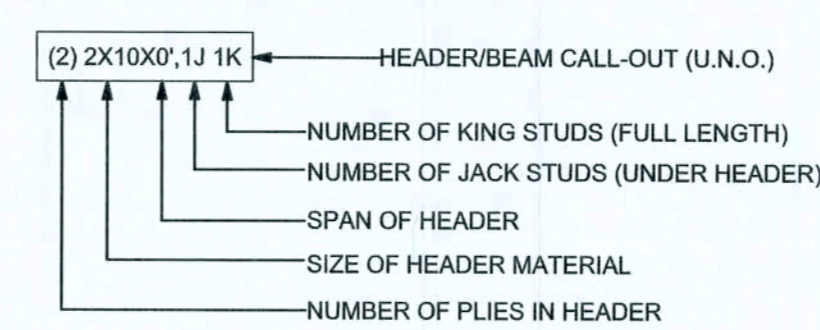 (2) 2X10X0',1J 1K
HEADER/BEAM CALL-OUT (U.N.O.)
NUMBER OF KING STUDS (FULL LENGTH)
NUMBER OF JACK STUDS (UNDER HEADER)
SPAN OF HEADER
SIZE OF HEADER MATERIAL
NUMBER OF PLIES IN HEADER